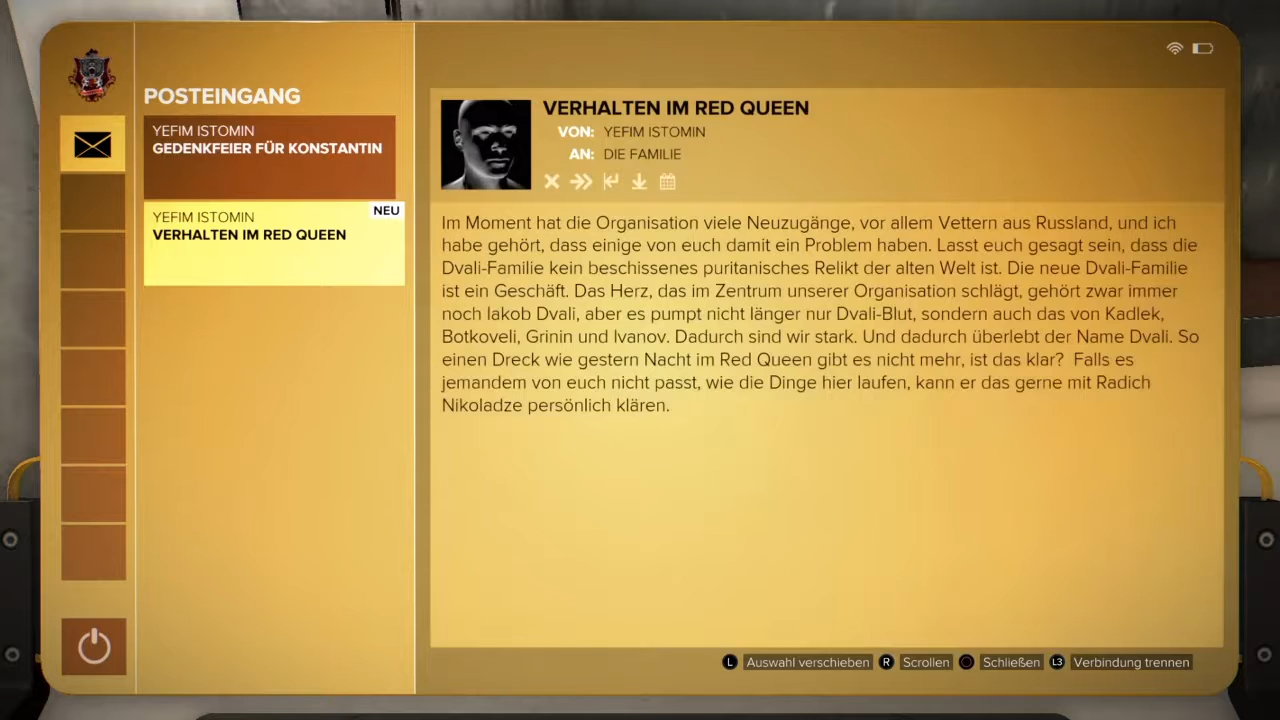 POSTEINGANG
YEFIM ISTOMIN
GEDENKFEIER FÜR KONSTANTIN
NEU
YEFIM ISTOMIN
VERHALTEN IM RED QUEEN
VERHALTEN IM RED QUEEN
VON: YEFIM ISTOMIN
AN: DIE FAMILIE
Im Moment hat die Organisation viele Neuzugänge, vor allem Vettern aus Russland, und ich
habe gehört, dass einige von euch damit ein Problem haben. Lasst euch gesagt sein, dass die
Dvali-Familie kein beschissenes puritanisches Relikt der alten Welt ist. Die neue Dvali-Familie
ist ein Geschäft. Das Herz, das im Zentrum unserer Organisation schlägt, gehört zwar immer
noch Iakob Dvali, aber es pumpt nicht länger nur Dvali-Blut, sondern auch das von Kadlek,
Botkoveli, Grinin und Ivanov. Dadurch sind wir stark. Und dadurch überlebt der Name Dvali. So
einen Dreck wie gestern Nacht im Red Queen gibt es nicht mehr, ist das klar? Falls es
jemandem von euch nicht passt, wie die Dinge hier laufen, kann er das gerne mit Radich
Nikoladze persönlich klären.
L Auswahl verschieben R Scrollen Schließen L3 Verbindung trennen